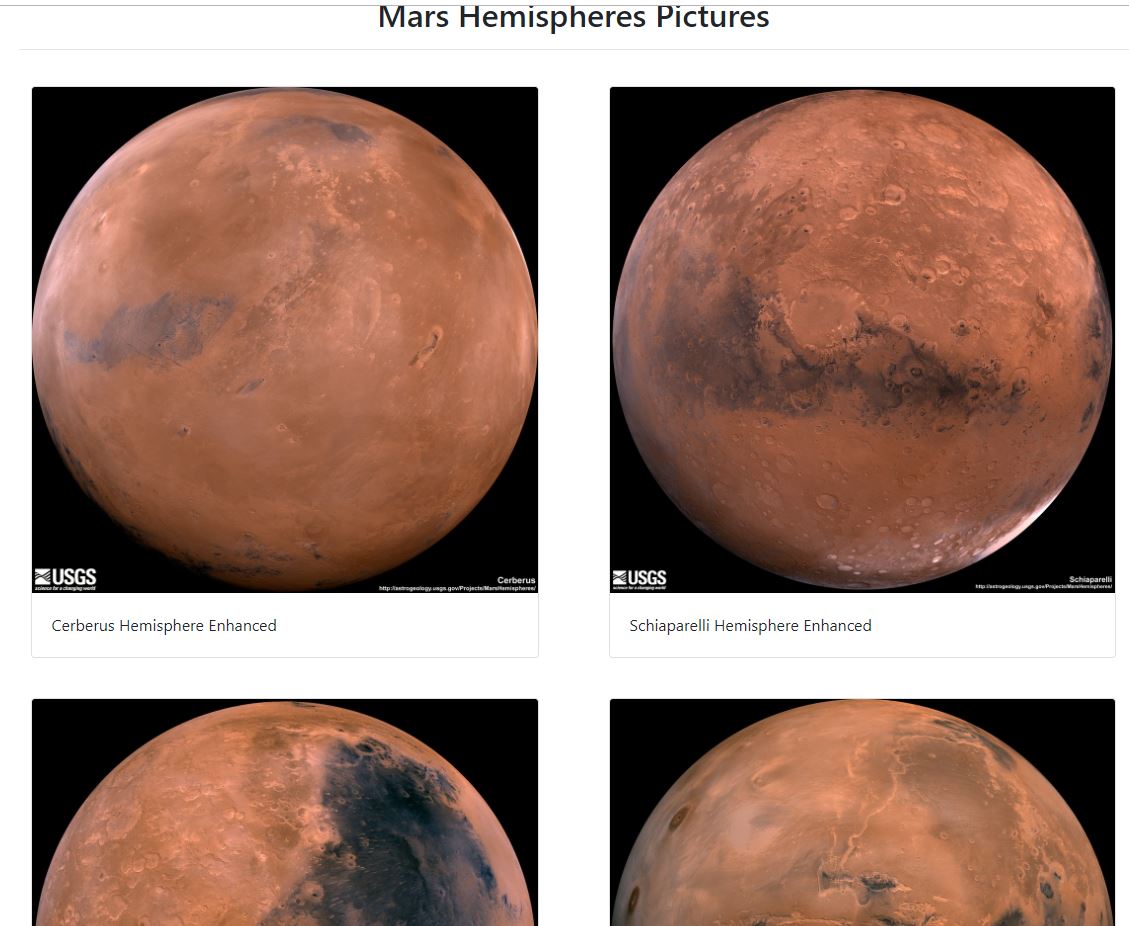 Mars Hemispheres Pictures
USGS
science for a changing world
Cerberus
http://astrogeology.usgs.gov/Projects/MarsHemispheres/
USGS
science for a changing world
Schiaparelli
http://astrogeology.usgs.gov/Projects/MarsHemispheres/
Cerberus Hemisphere Enhanced
Schiaparelli Hemisphere Enhanced